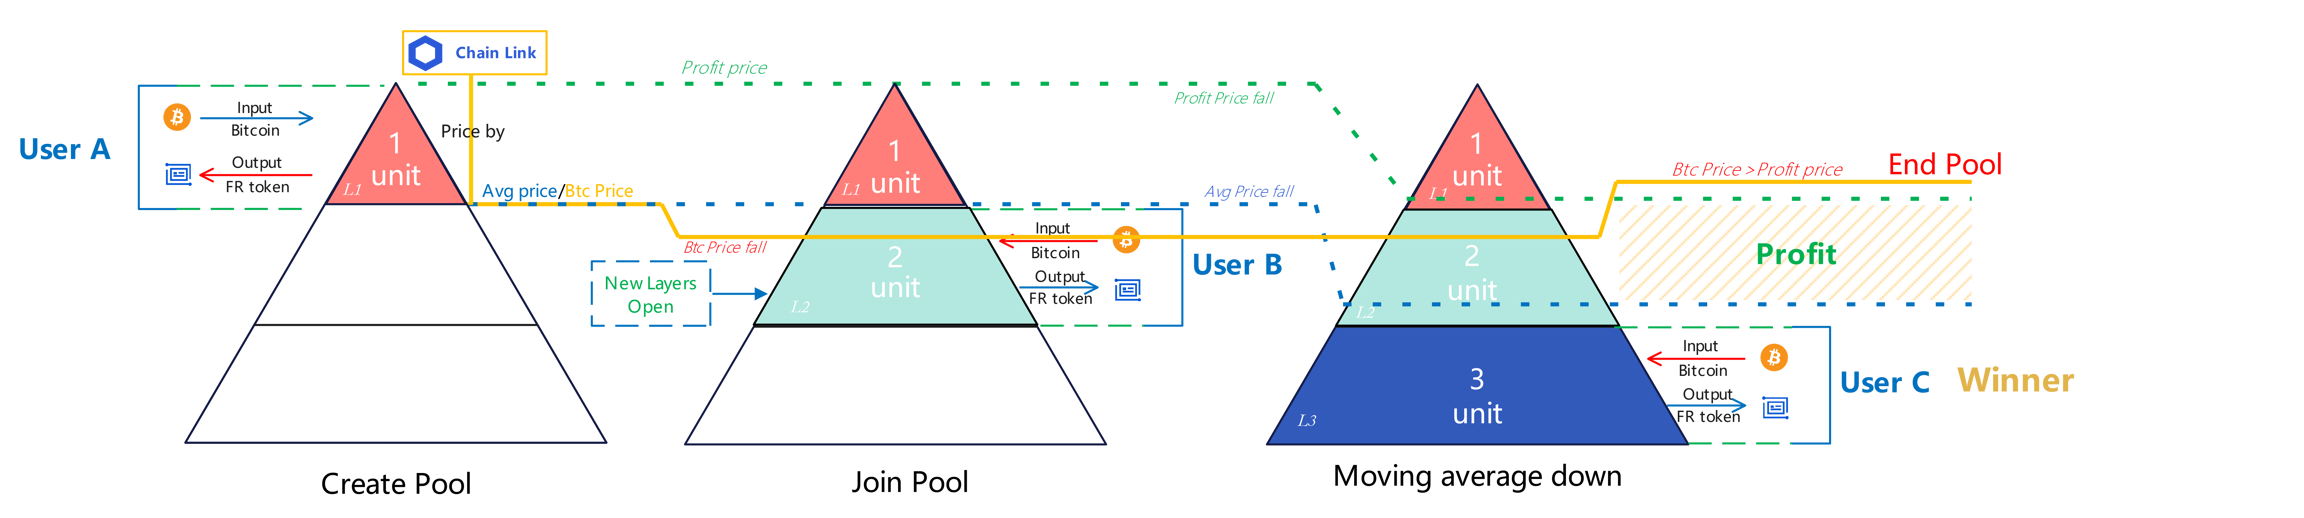 Chain Link
User A
Input
Bitcoin
Output
FR token
1
unit
L1
Price by
Avg price/Btc Price
Create Pool
Profit price
Btc Price fall
New Layers
Open
1
unit
L1
2
unit
L2
Input
Bitcoin
Output
FR token
User B
Join Pool
Profit Price fall
Avg Price fall
1
unit
L1
2
unit
L2
3
unit
L3
Moving average down
Btc Price >Profit price
End Pool
Profit
Input
Bitcoin
Output
FR token
User C
Winner